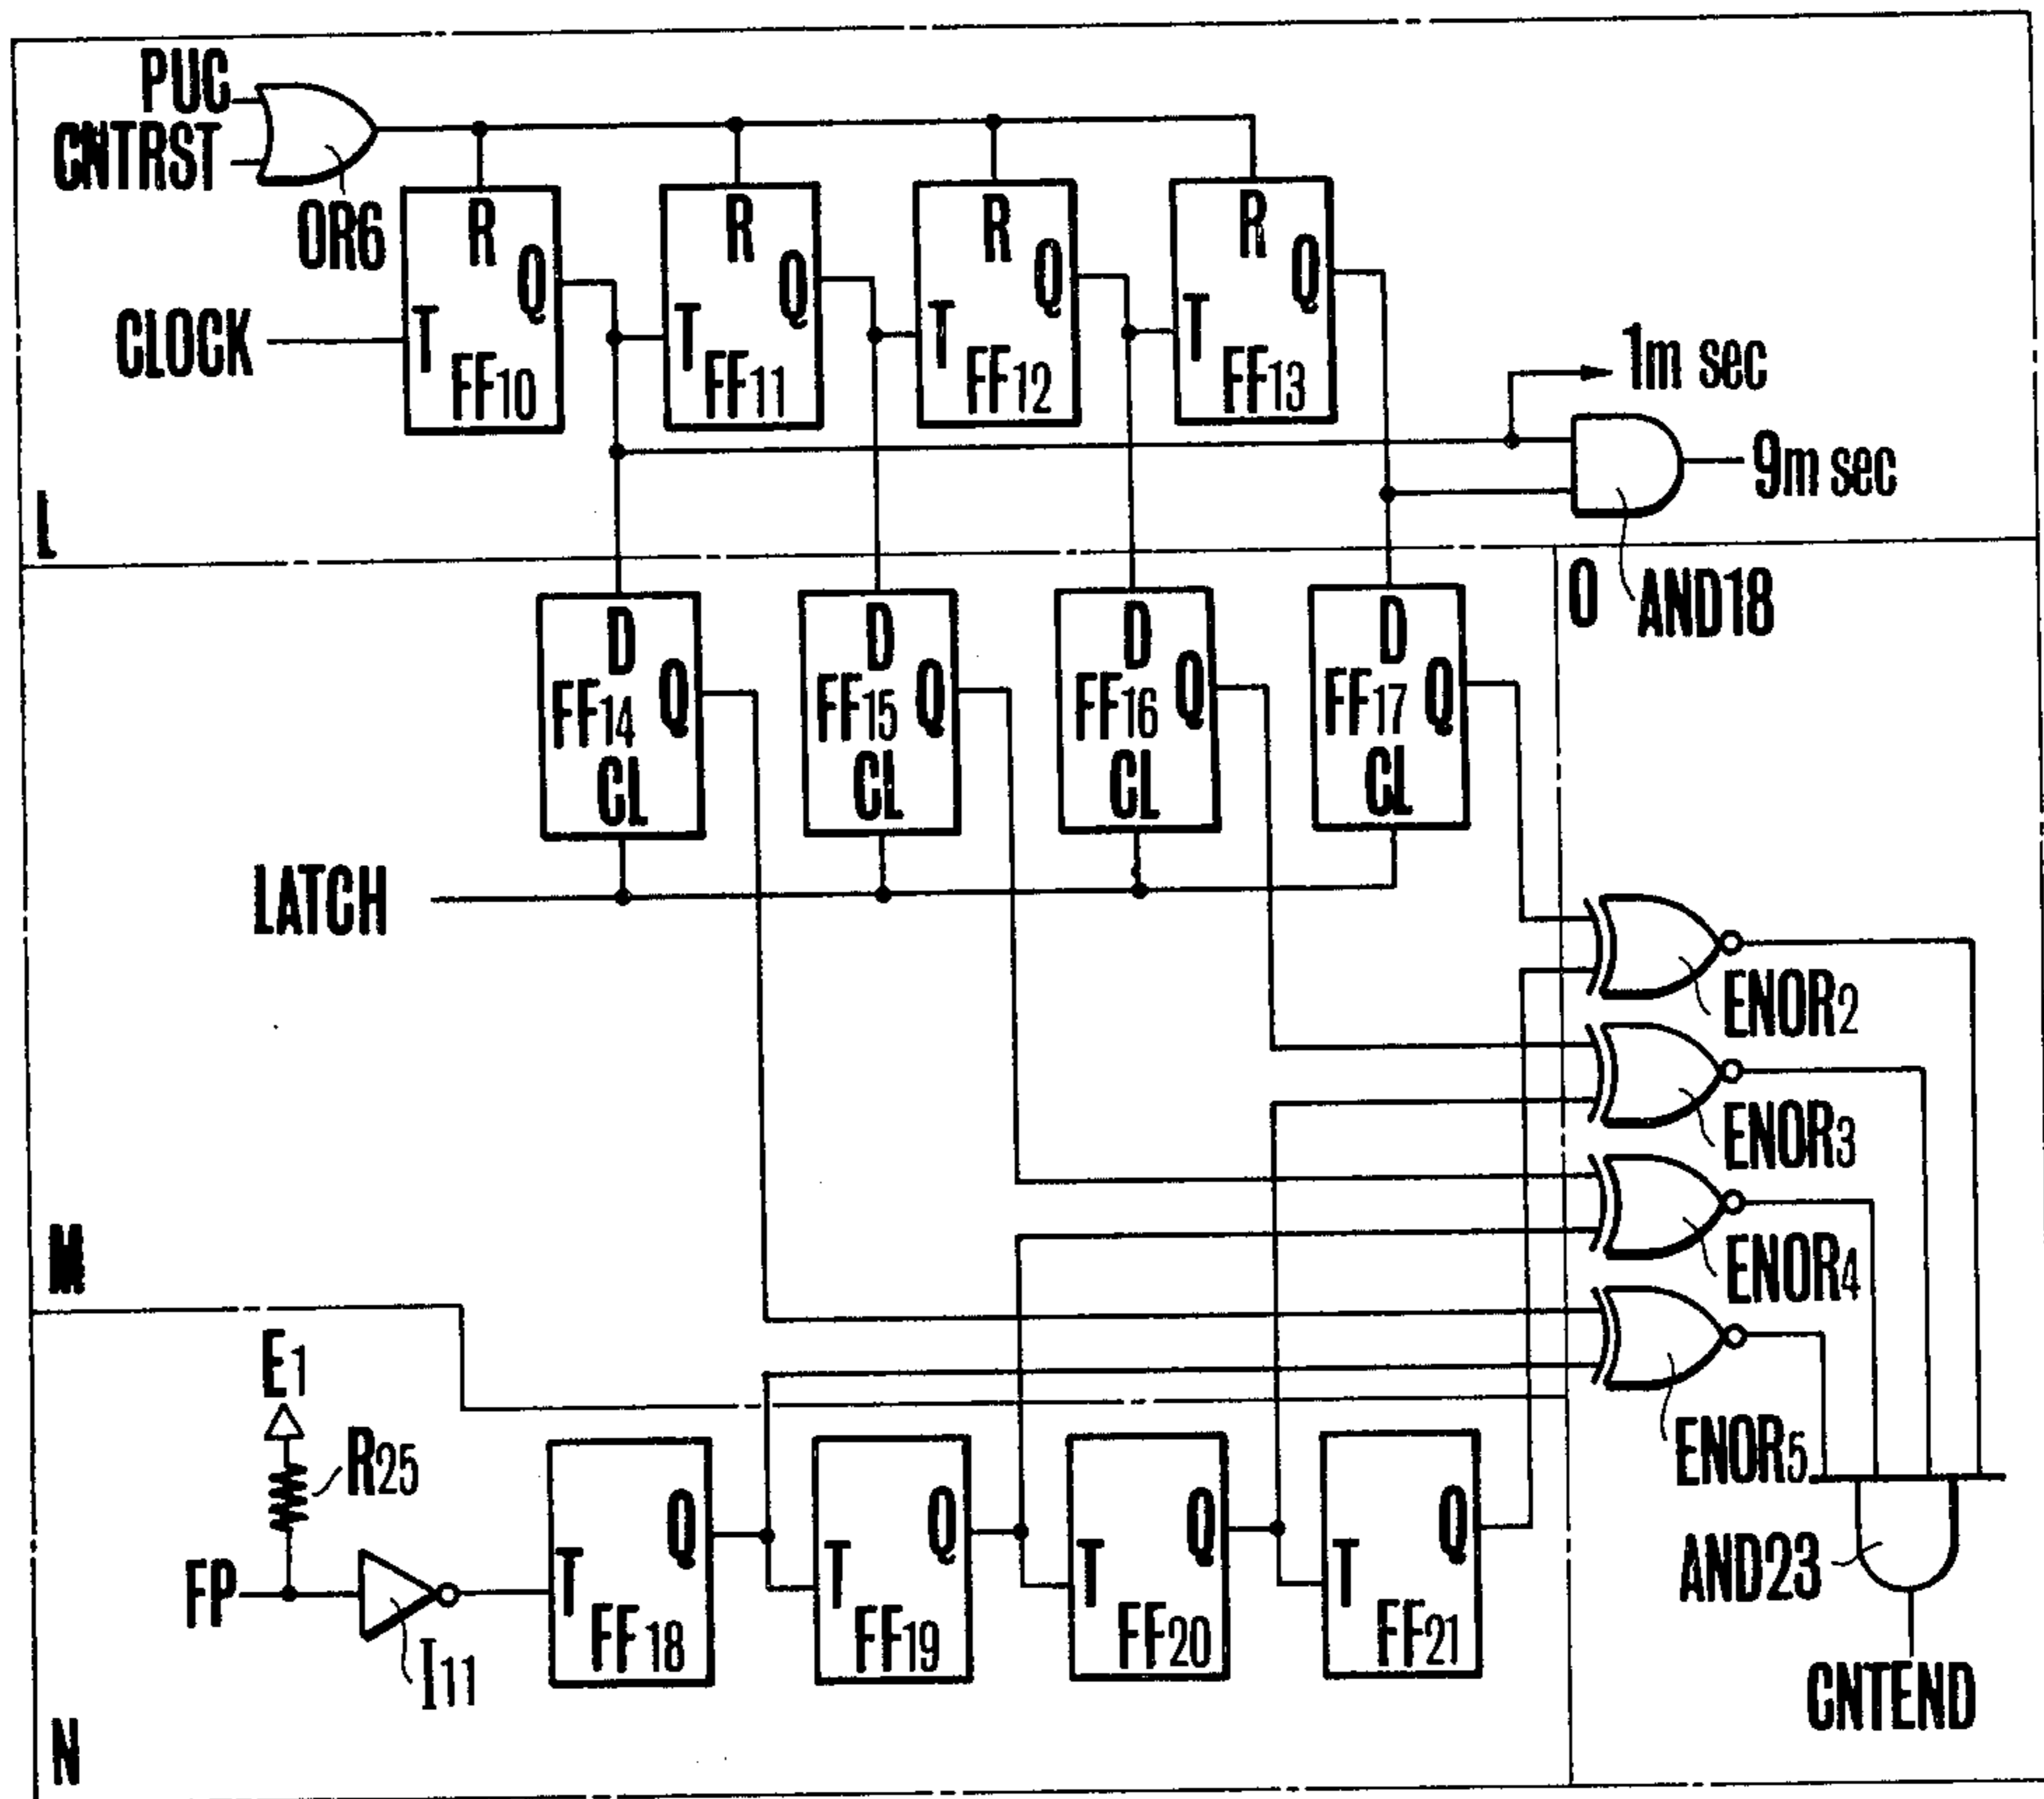 PUC
CNTRST
OR6
R
Q
T
FF10
R
Q
T
FF11
R
Q
T
FF12
R
Q
T
FF13
CLOCK
1m sec
9m sec
L
AND18
O
D
FF14
Q
CL
D
FF15
Q
CL
D
FF16
Q
CL
D
FF17
Q
CL
LATCH
ENOR2
ENOR3
ENOR4
ENOR5
M
E1
R25
FP
I11
Q
T
FF18
Q
T
FF19
Q
T
FF20
Q
T
FF21
AND23
CNTEND
N